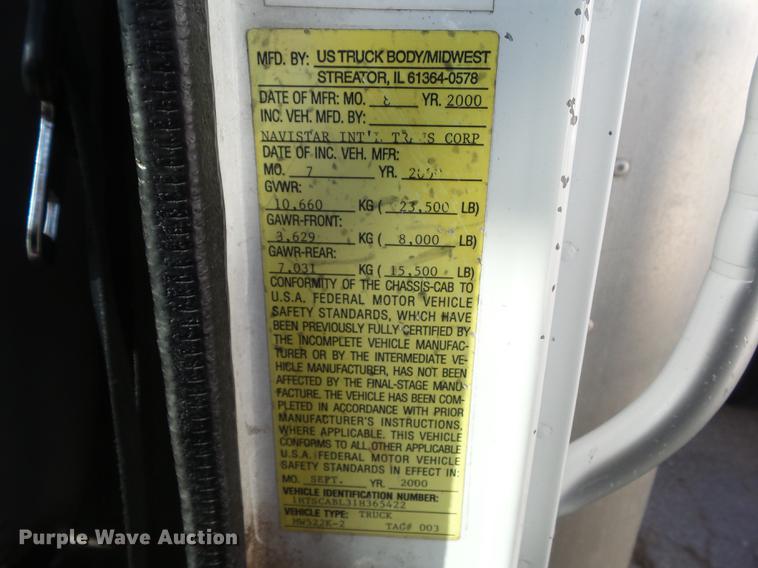 MFD. BY: US TRUCK BODY/MIDWEST
STREATOR, IL 61364-0578
DATE OF MFR: MO. 8 YR. 2000
INC. VEH. MFD. BY:
NAVISTAR INT'L CORP
DATE OF INC. VEH. MFR:
MO. 7 YR.
GVWR:
10,660 KG ( 23,500 LB)
GAWR-FRONT:
3,629 KG ( 8,000 LB)
GAWR-REAR:
7,031 KG ( 15,500 LB)
CONFORMITY OF THE CHASSIS-CAB TO
U.S.A. FEDERAL MOTOR VEHICLE
SAFETY STANDARDS, WHICH HAVE
BEEN PREVIOUSLY FULLY CERTIFIED BY
THE INCOMPLETE VEHICLE MANUFAC-
TURER OR BY THE INTERMEDIATE VE-
HICLE MANUFACTURER, HAS NOT BEEN
AFFECTED BY THE FINAL-STAGE MANU-
FACTURE. THE VEHICLE HAS BEEN COM-
PLETED IN ACCORDANCE WITH PRIOR
MANUFACTURER'S INSTRUCTIONS,
WHERE APPLICABLE. THIS VEHICLE
CONFORMS TO ALL OTHER APPLICABLE
U.S.A. FEDERAL MOTOR VEHICLE
SAFETY STANDARDS IN EFFECT IN:
MO. SEPT. YR. 2000
VEHICLE IDENTIFICATION NUMBER:
1HTSCABL31H365422
VEHICLE TYPE: TRUCK
MW522K-2 TAG# 003
Purple Wave Auction